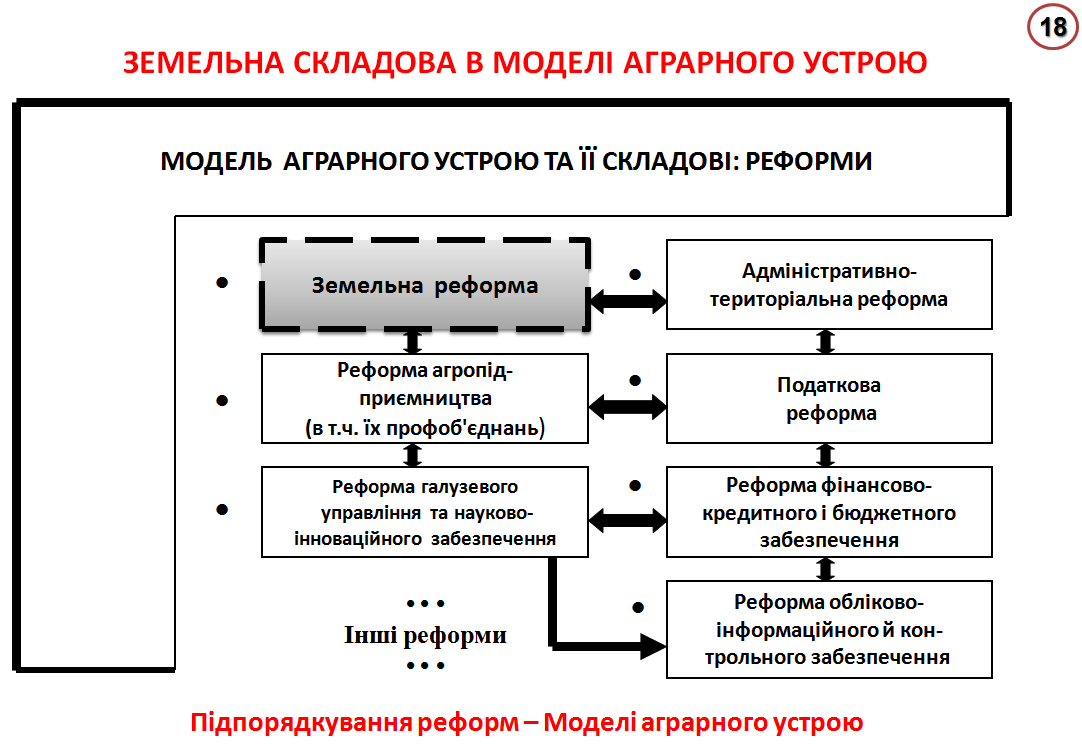 18
ЗЕМЕЛЬНА СКЛАДОВА В МОДЕЛІ АГРАРНОГО УСТРОЮ
МОДЕЛЬ АГРАРНОГО УСТРОЮ ТА ЇЇ СКЛАДОВІ: РЕФОРМИ
• Земельна реформа
• Адміністративно-
територіальна реформа
• Реформа агропід-
приємництва
(в т.ч. їх профоб'єднань)
• Податкова
реформа
• Реформа галузевого
управління та науково-
інноваційного забезпечення
• Реформа фінансово-
кредитного і бюджетного
забезпечення
• • •
Інші реформи
• • •
• Реформа обліково-
інформаційного й кон-
трольного забезпечення
Підпорядкування реформ – Моделі аграрного устрою